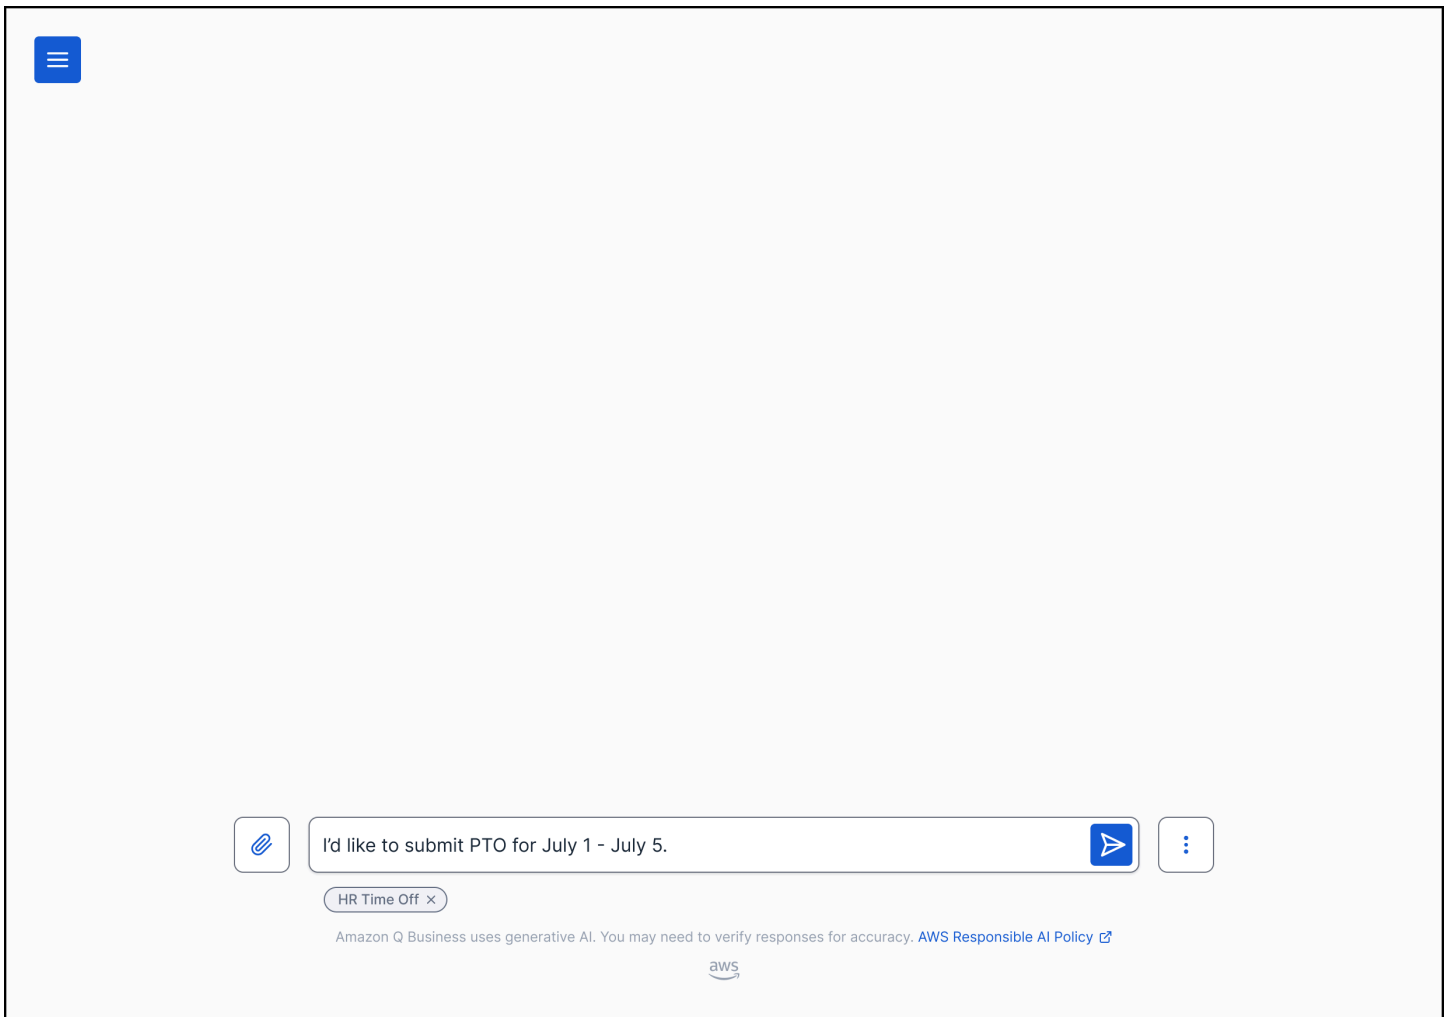 I’d like to submit PTO for July 1 - July 5.
HR Time Off
Amazon Q Business uses generative AI. You may need to verify responses for accuracy. AWS Responsible AI Policy
aws